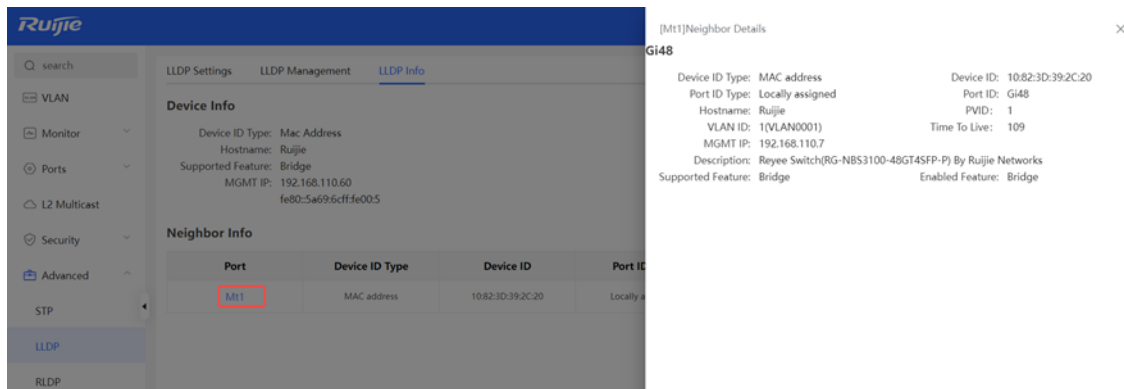 Ruijie
search
VLAN
Monitor
Ports
L2 Multicast
Security
Advanced
STP
LLDP
RLDP
LLDP Settings LLDP Management LLDP Info
Device Info
Device ID Type: Mac Address
Hostname: Ruijie
Supported Feature: Bridge
MGMT IP: 192.168.110.60
fe80::5a69:6cff:fe00:5
Neighbor Info
Port Device ID Type Device ID Port ID
Mt1 MAC address 10:82:3D:39:2C:20 Locally a
[Mt1]Neighbor Details
Gi48
Device ID Type: MAC address Device ID: 10:82:3D:39:2C:20
Port ID Type: Locally assigned Port ID: Gi48
Hostname: Ruijie PVID: 1
VLAN ID: 1(VLAN0001) Time To Live: 109
MGMT IP: 192.168.110.7
Description: Reyee Switch(RG-NBS3100-48GT4SFP-P) By Ruijie Networks
Supported Feature: Bridge Enabled Feature: Bridge